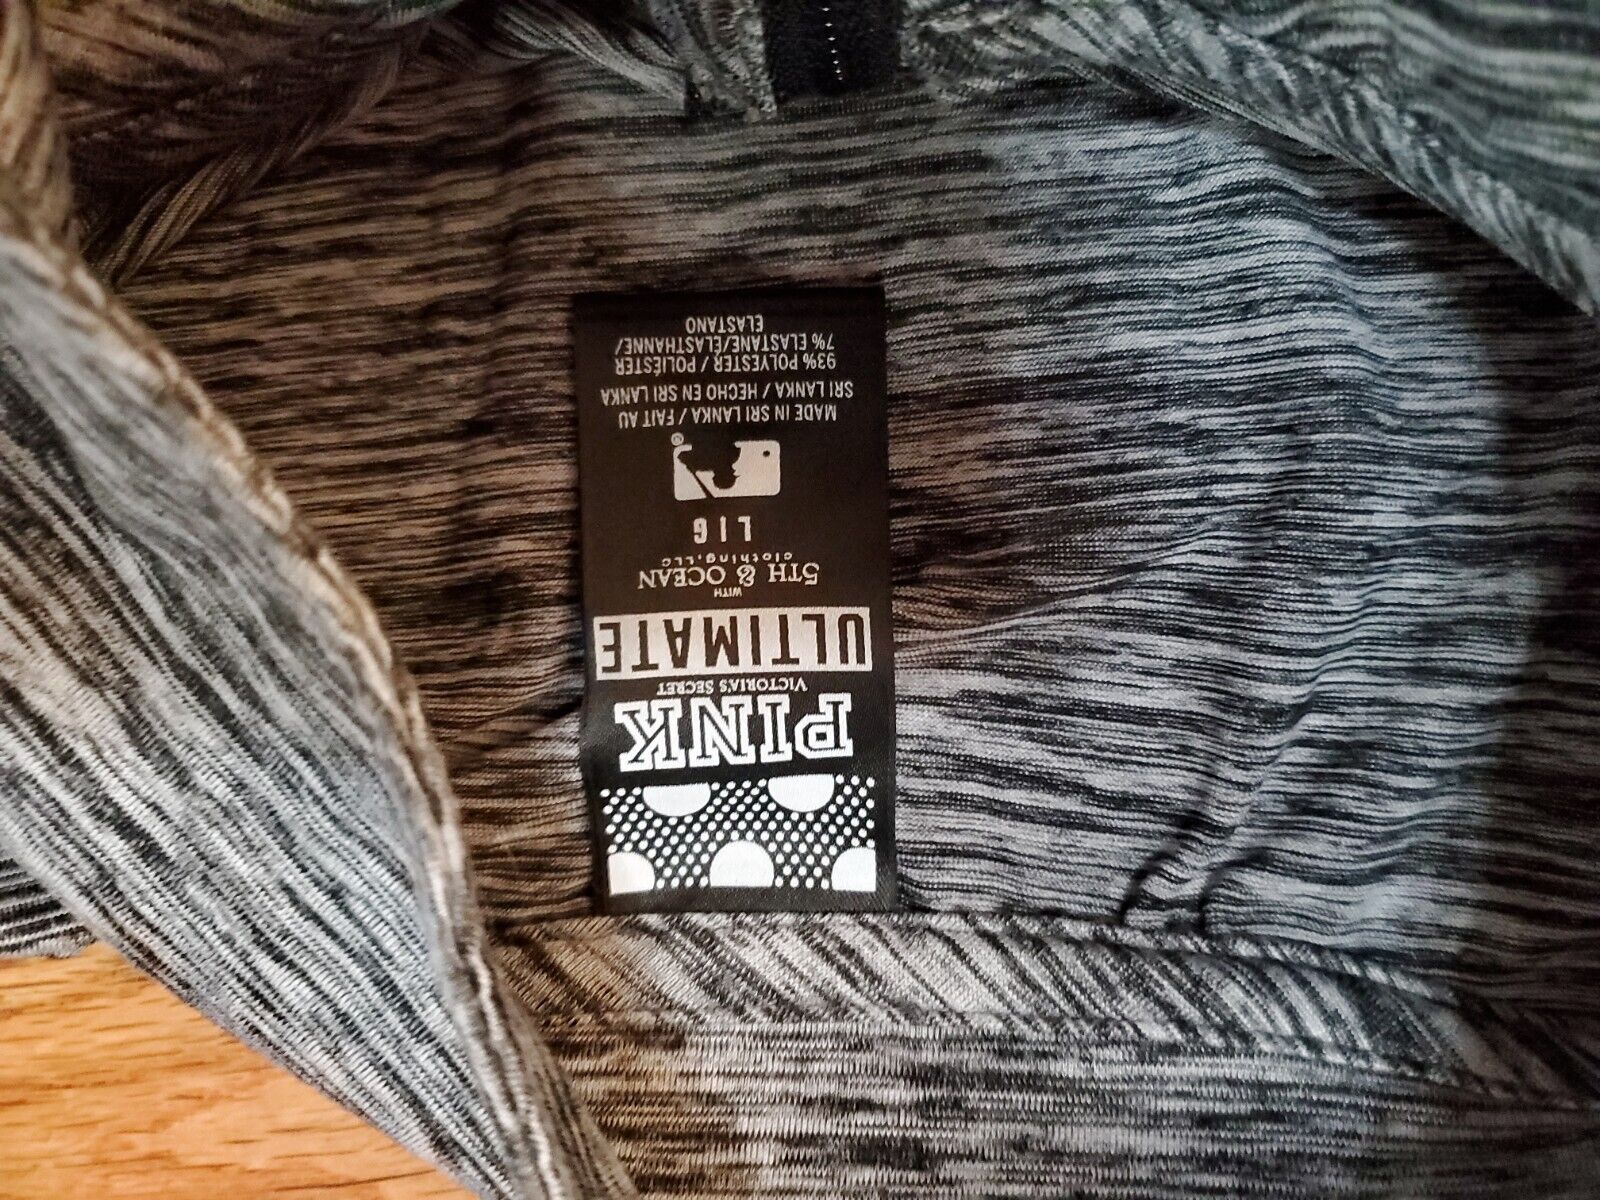 PINK
VICTORIA'S SECRET
ULTIMATE
WITH
5TH & OCEAN
clothing, LLC
L | G
®
MADE IN SRI LANKA / FAIT AU
SRI LANKA / HECHO EN SRI LANKA
93% POLYESTER / POLIÉSTER
7% ELASTANE/ÉLASTHANNE/
ELASTANO